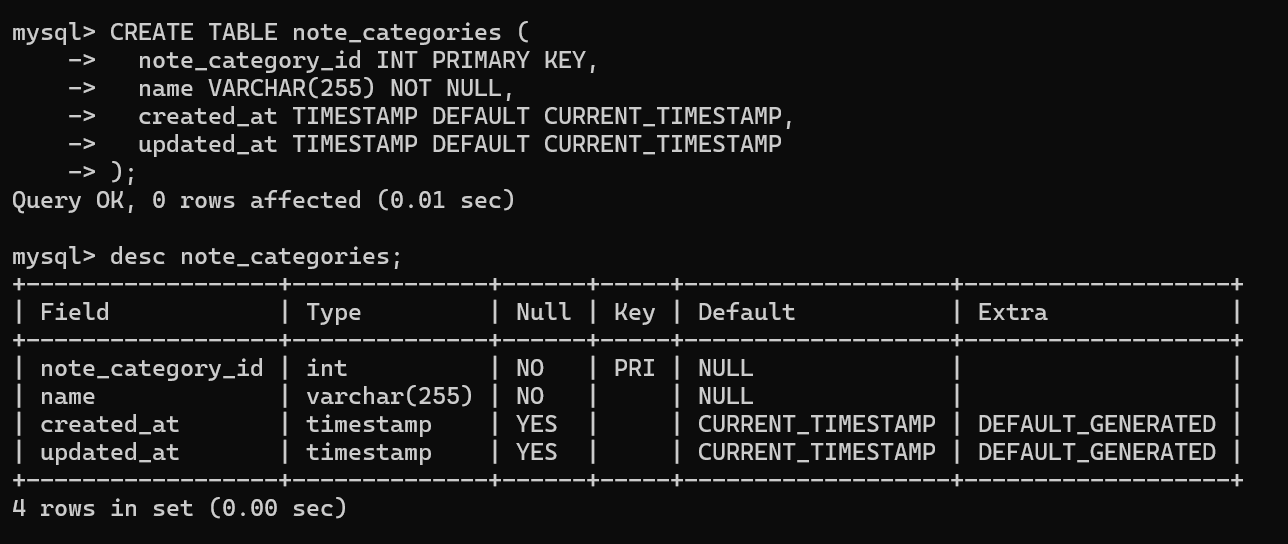 mysql> CREATE TABLE note_categories (
    ->   note_category_id INT PRIMARY KEY,
    ->   name VARCHAR(255) NOT NULL,
    ->   created_at TIMESTAMP DEFAULT CURRENT_TIMESTAMP,
    ->   updated_at TIMESTAMP DEFAULT CURRENT_TIMESTAMP
    -> );
Query OK, 0 rows affected (0.01 sec)

mysql> desc note_categories;
+------------------+--------------+------+-----+-------------------+-------------------+
| Field            | Type         | Null | Key | Default           | Extra             |
+------------------+--------------+------+-----+-------------------+-------------------+
| note_category_id | int          | NO   | PRI | NULL              |                   |
| name             | varchar(255) | NO   |     | NULL              |                   |
| created_at       | timestamp    | YES  |     | CURRENT_TIMESTAMP | DEFAULT_GENERATED |
| updated_at       | timestamp    | YES  |     | CURRENT_TIMESTAMP | DEFAULT_GENERATED |
+------------------+--------------+------+-----+-------------------+-------------------+
4 rows in set (0.00 sec)